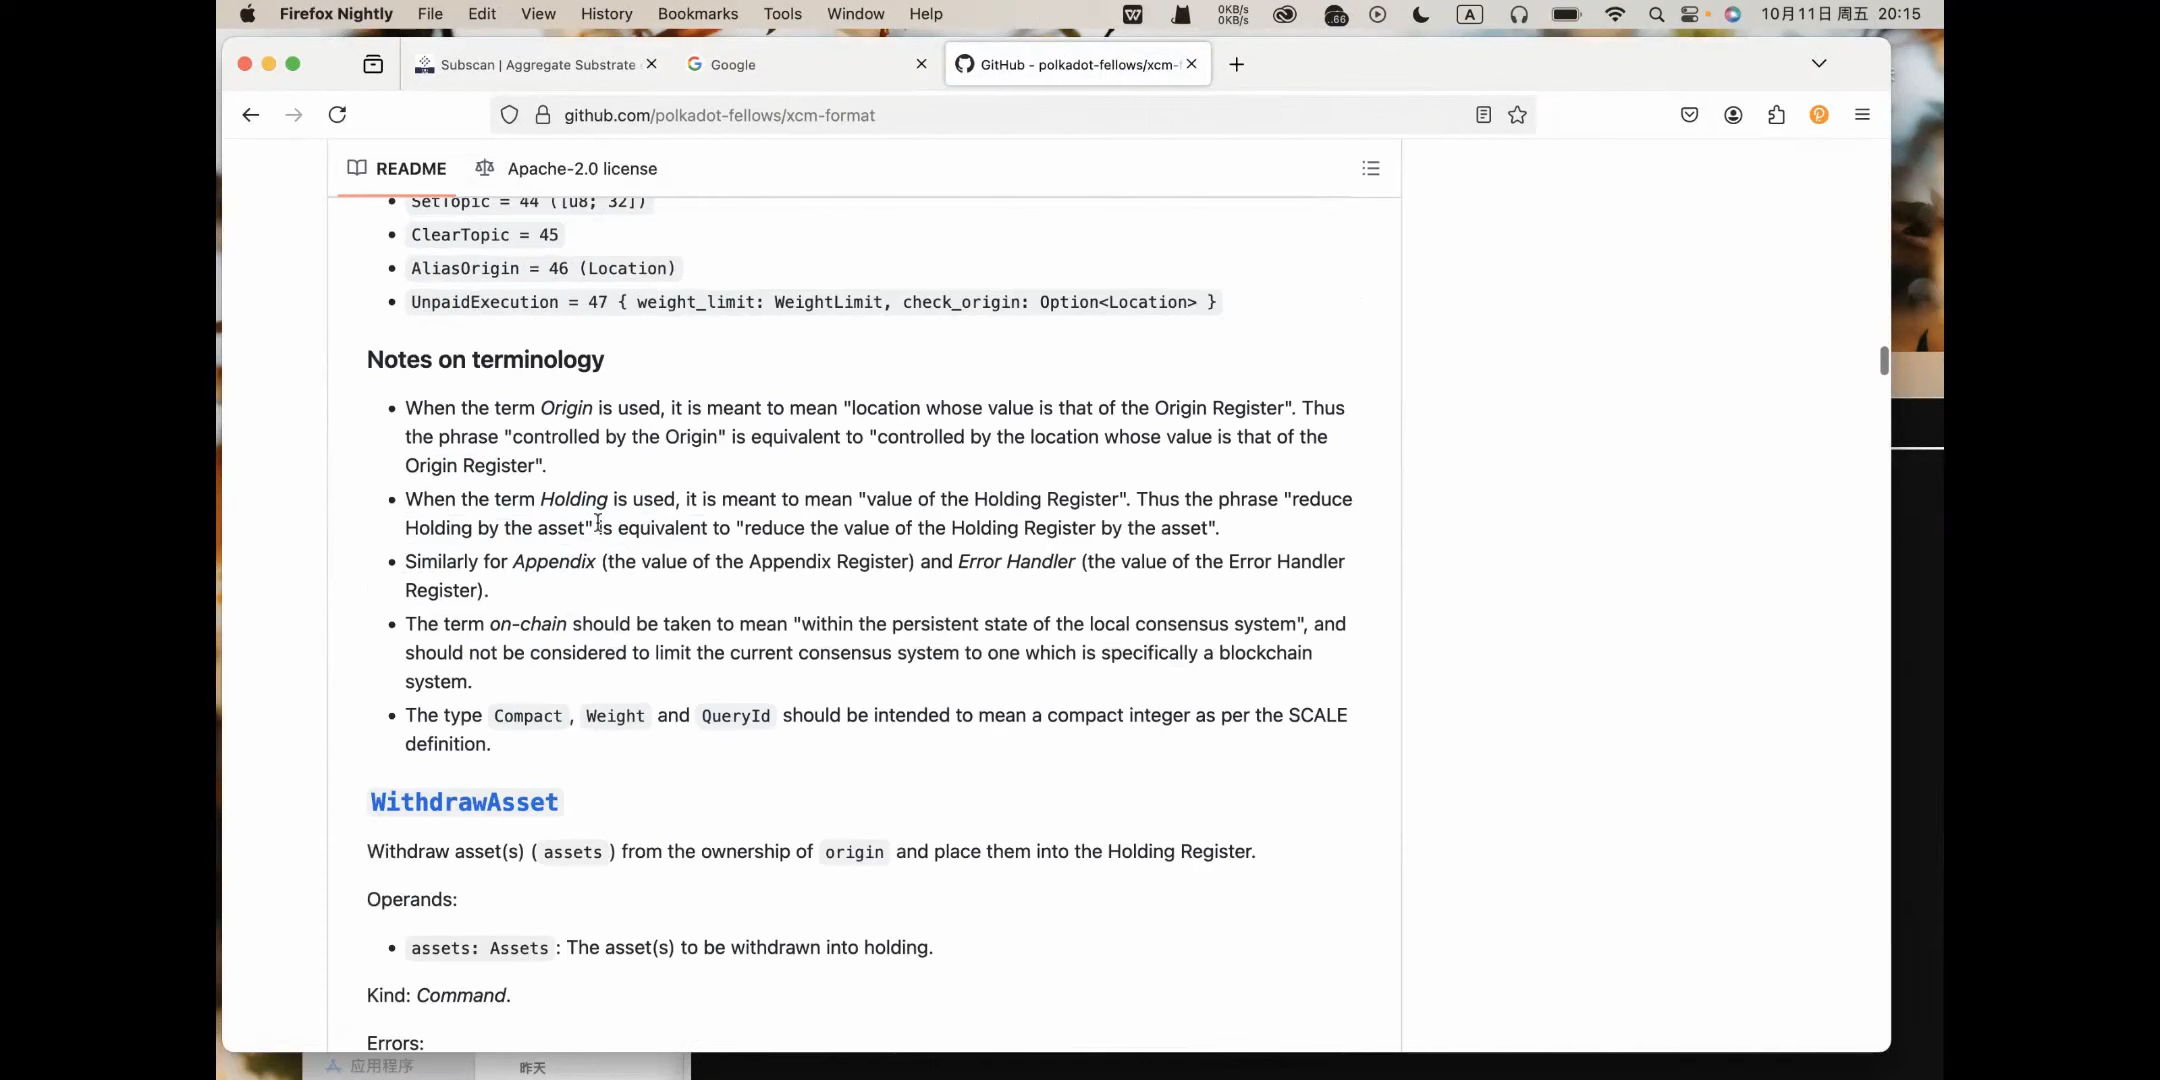 Firefox Nightly File Edit View History Bookmarks Tools Window Help 0KB/s 0KB/s .66 A 10月11日 周五 20:15
Subscan | Aggregate Substrate Google GitHub - polkadot-fellows/xcm-
github.com/polkadot-fellows/xcm-format
README Apache-2.0 license
SetTopic = 44 ([u8; 32])
ClearTopic = 45
AliasOrigin = 46 (Location)
UnpaidExecution = 47 { weight_limit: WeightLimit, check_origin: Option<Location> }
Notes on terminology
When the term Origin is used, it is meant to mean "location whose value is that of the Origin Register". Thus
the phrase "controlled by the Origin" is equivalent to "controlled by the location whose value is that of the
Origin Register".
When the term Holding is used, it is meant to mean "value of the Holding Register". Thus the phrase "reduce
Holding by the asset" is equivalent to "reduce the value of the Holding Register by the asset".
Similarly for Appendix (the value of the Appendix Register) and Error Handler (the value of the Error Handler
Register).
The term on-chain should be taken to mean "within the persistent state of the local consensus system", and
should not be considered to limit the current consensus system to one which is specifically a blockchain
system.
The type Compact, Weight and QueryId should be intended to mean a compact integer as per the SCALE
definition.
WithdrawAsset
Withdraw asset(s) ( assets ) from the ownership of origin and place them into the Holding Register.
Operands:
assets: Assets : The asset(s) to be withdrawn into holding.
Kind: Command.
Errors:
应用程序 昨天